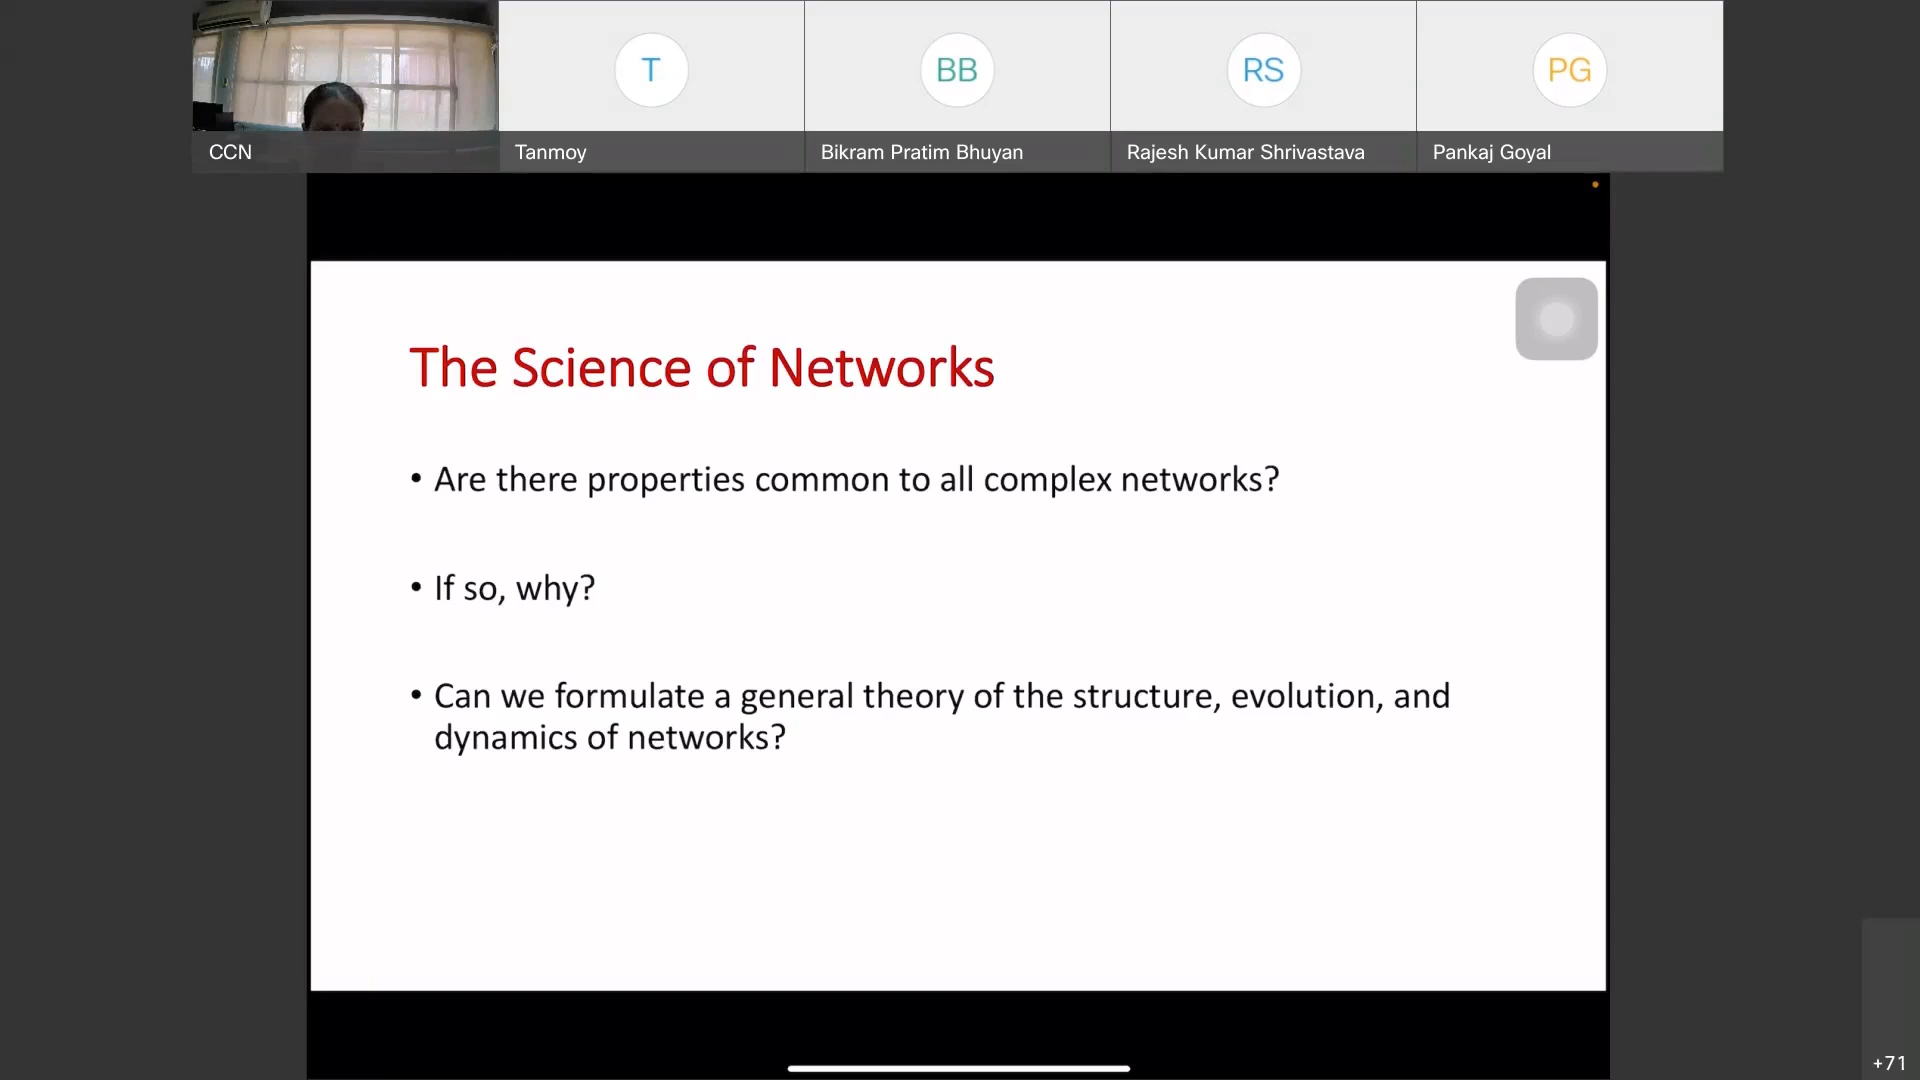 T
BB
RS
PG
CCN
Tanmoy
Bikram Pratim Bhuyan
Rajesh Kumar Shrivastava
Pankaj Goyal
The Science of Networks
• Are there properties common to all complex networks?
• If so, why?
• Can we formulate a general theory of the structure, evolution, and
dynamics of networks?
+71